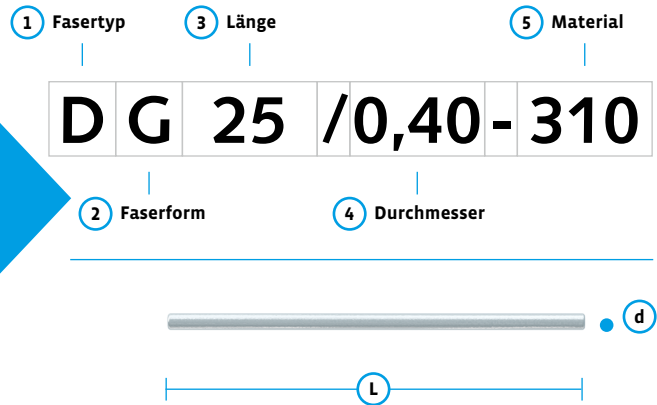 1 Fasertyp 3 Länge 5 Material
D G 25 /0,40 - 310
2 Faserform 4 Durchmesser
d
L